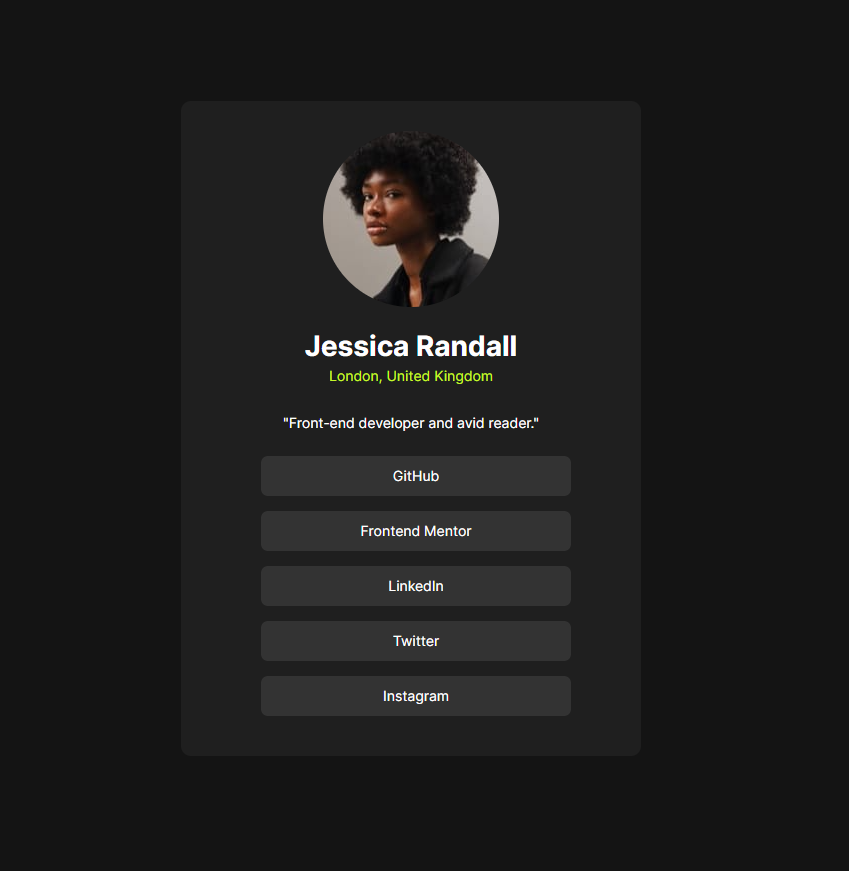 Jessica Randall
London, United Kingdom
"Front-end developer and avid reader."
GitHub
Frontend Mentor
LinkedIn
Twitter
Instagram